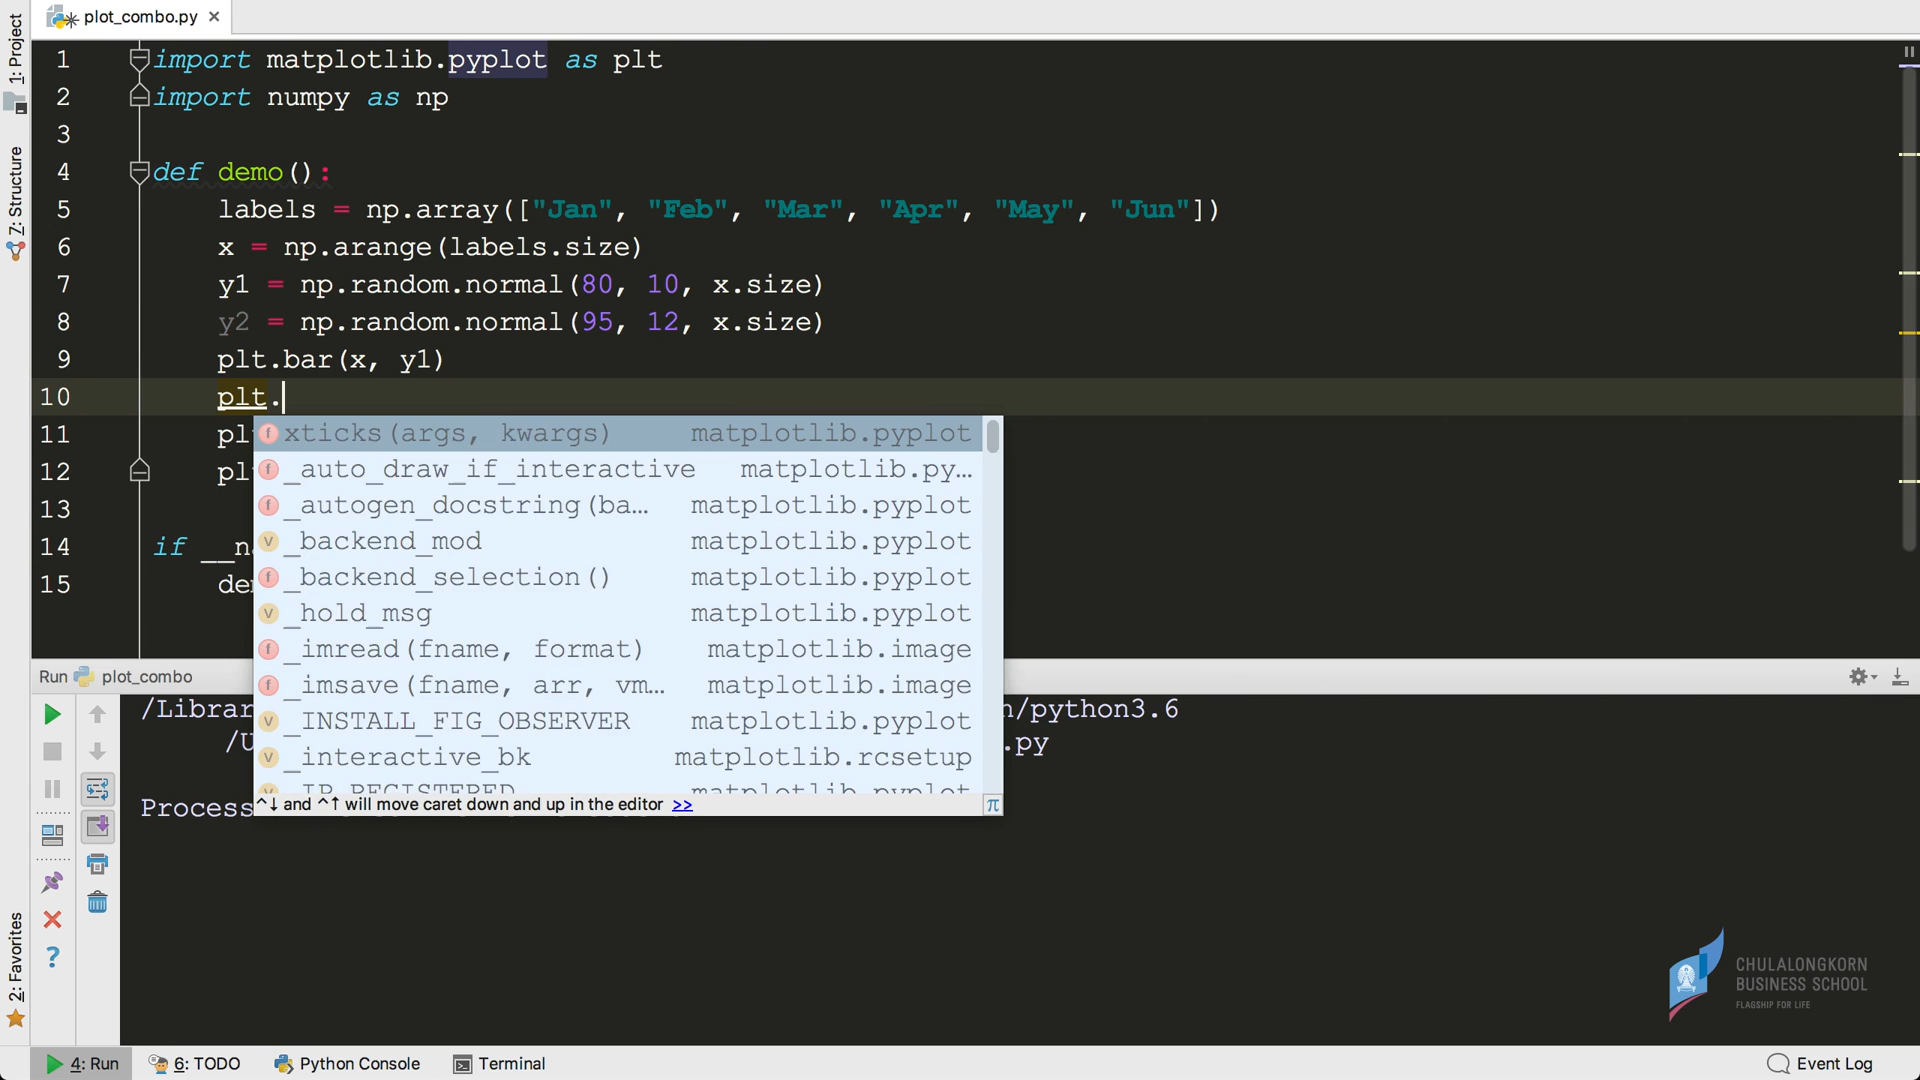 plot_combo.py
1: Project
7: Structure
2: Favorites
1 import matplotlib.pyplot as plt
2 import numpy as np
3
4 def demo():
5 labels = np.array(["Jan", "Feb", "Mar", "Apr", "May", "Jun"])
6 x = np.arange(labels.size)
7 y1 = np.random.normal(80, 10, x.size)
8 y2 = np.random.normal(95, 12, x.size)
9 plt.bar(x, y1)
10 plt.
11 pl
12 pl
13
14 if __na
15 de
xticks(args, kwargs) matplotlib.pyplot
_auto_draw_if_interactive matplotlib.py…
_autogen_docstring(ba… matplotlib.pyplot
_backend_mod matplotlib.pyplot
_backend_selection() matplotlib.pyplot
_hold_msg matplotlib.pyplot
_imread(fname, format) matplotlib.image
_imsave(fname, arr, vm… matplotlib.image
_INSTALL_FIG_OBSERVER matplotlib.pyplot
_interactive_bk matplotlib.rcsetup
_IP_REGISTERED matplotlib.pyplot
^↓ and ^↑ will move caret down and up in the editor >>
π
Run plot_combo
/Librar n/python3.6
/U .py
Process
CHULALONGKORN
BUSINESS SCHOOL
FLAGSHIP FOR LIFE
4: Run 6: TODO Python Console Terminal Event Log